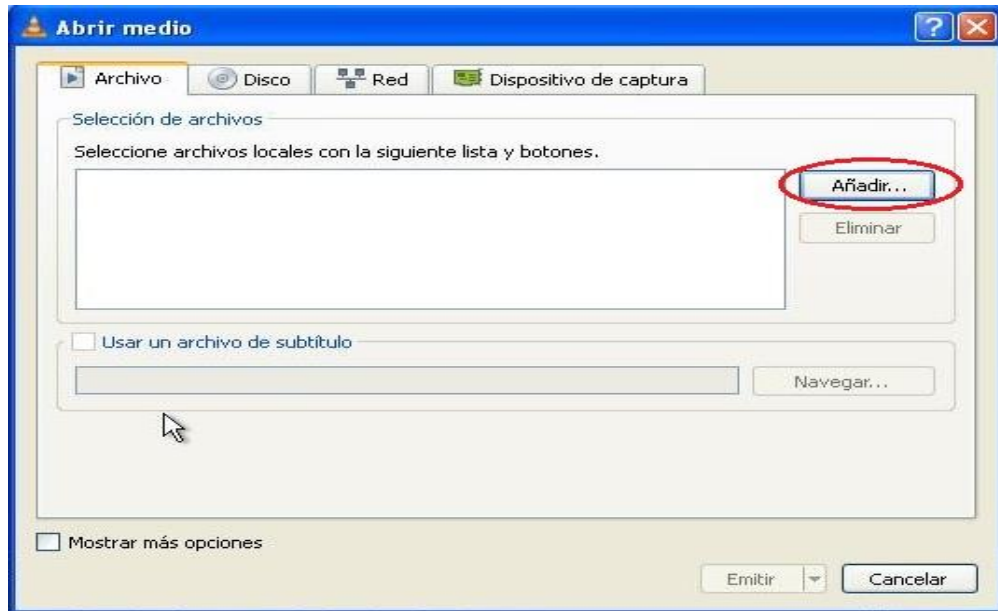 Abrir medio
Archivo Disco Red Dispositivo de captura
Selección de archivos
Seleccione archivos locales con la siguiente lista y botones.
Añadir...
Eliminar
Usar un archivo de subtítulo
Navegar...
Mostrar más opciones
Emitir Cancelar